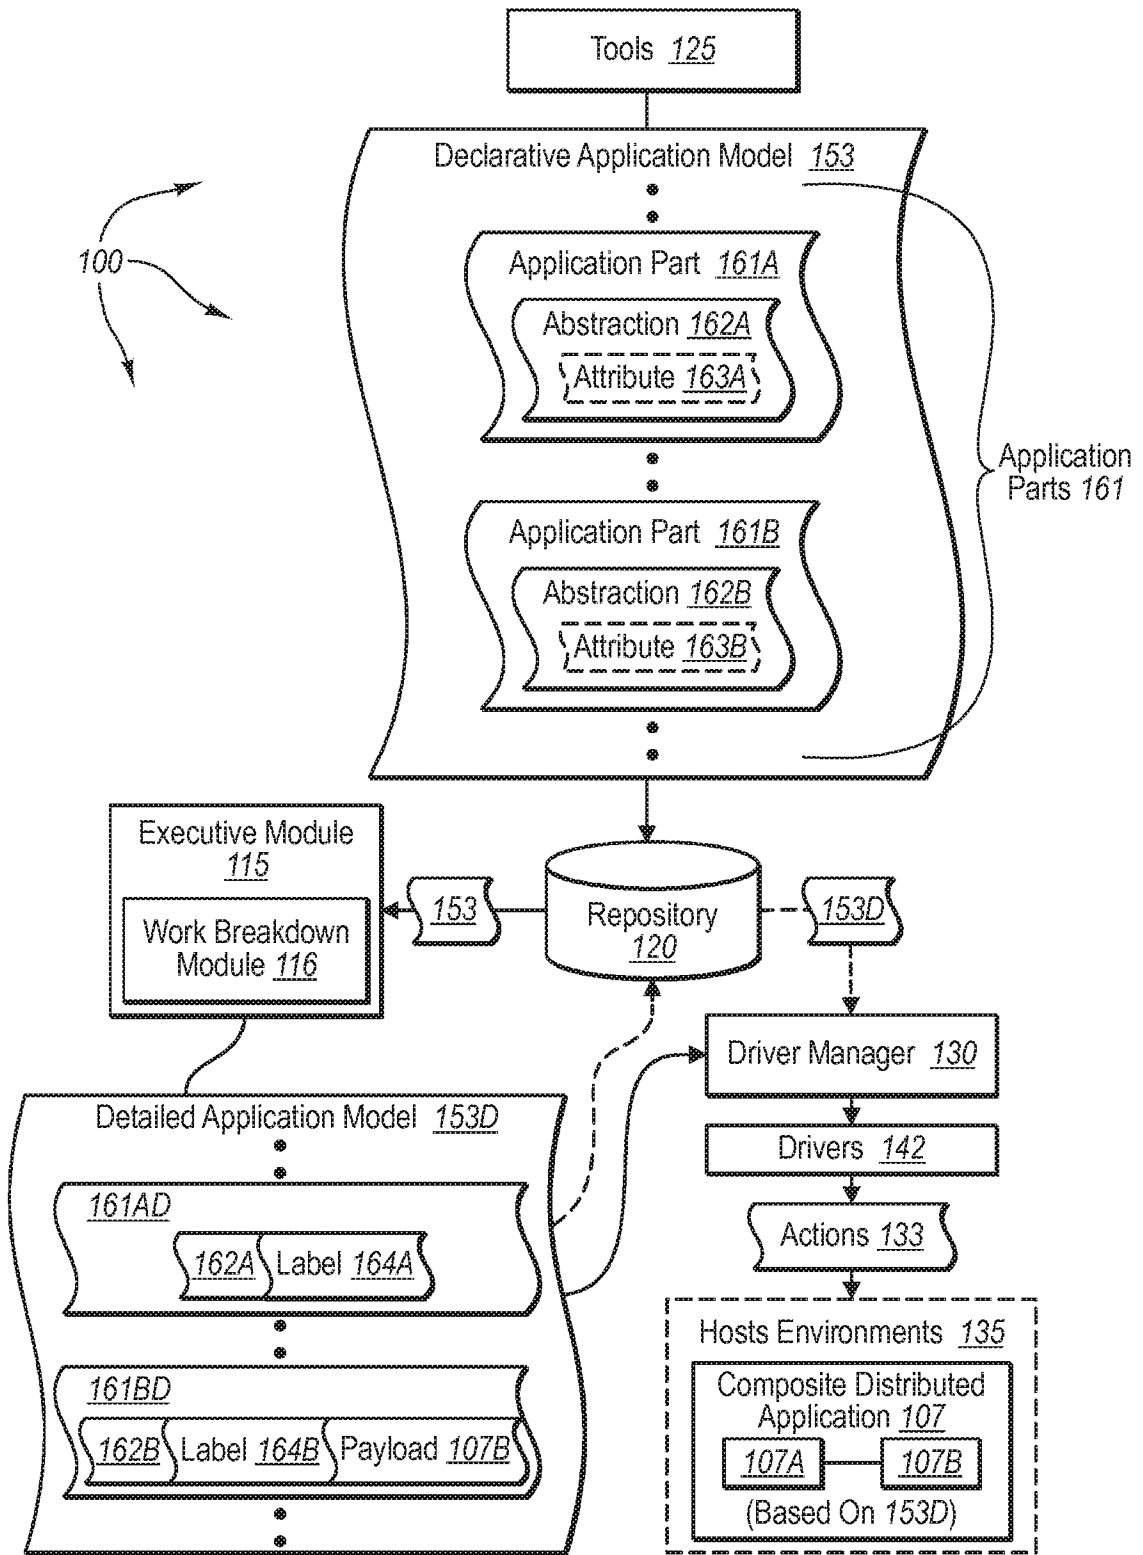 Tools 125
Declarative Application Model 153
100
Application Part 161A
Abstraction 162A
Attribute 163A
Application
Parts 161
Application Part 161B
Abstraction 162B
Attribute 163B
Executive Module
115
Work Breakdown
Module 116
153
Repository
120
153D
Driver Manager 130
Detailed Application Model 153D
Drivers 142
161AD
162A Label 164A
Actions 133
Hosts Environments 135
Composite Distributed
Application 107
107A 107B
(Based On 153D)
161BD
162B Label 164B Payload 107B